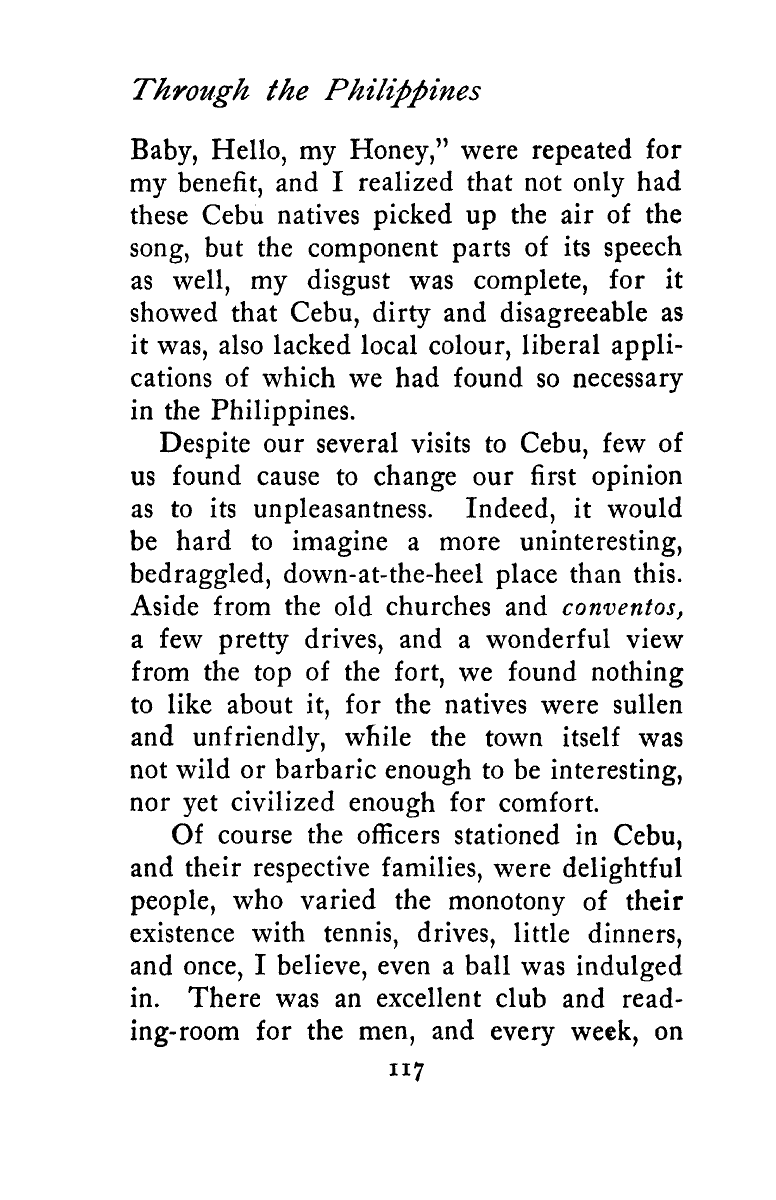 Through the Philippines
Baby, Hello, my Honey,” were repeated for
my benefit, and I realized that not only had
these Cebu natives picked up the air of the
song, but the component parts of its speech
as well, my disgust was complete, for it
showed that Cebu, dirty and disagreeable as
it was, also lacked local colour, liberal appli-
cations of which we had found so necessary
in the Philippines.
Despite our several visits to Cebu, few of
us found cause to change our first opinion
as to its unpleasantness. Indeed, it would
be hard to imagine a more uninteresting,
bedraggled, down-at-the-heel place than this.
Aside from the old churches and conventos,
a few pretty drives, and a wonderful view
from the top of the fort, we found nothing
to like about it, for the natives were sullen
and unfriendly, while the town itself was
not wild or barbaric enough to be interesting,
nor yet civilized enough for comfort.
Of course the officers stationed in Cebu,
and their respective families, were delightful
people, who varied the monotony of their
existence with tennis, drives, little dinners,
and once, I believe, even a ball was indulged
in. There was an excellent club and read-
ing-room for the men, and every week, on
117